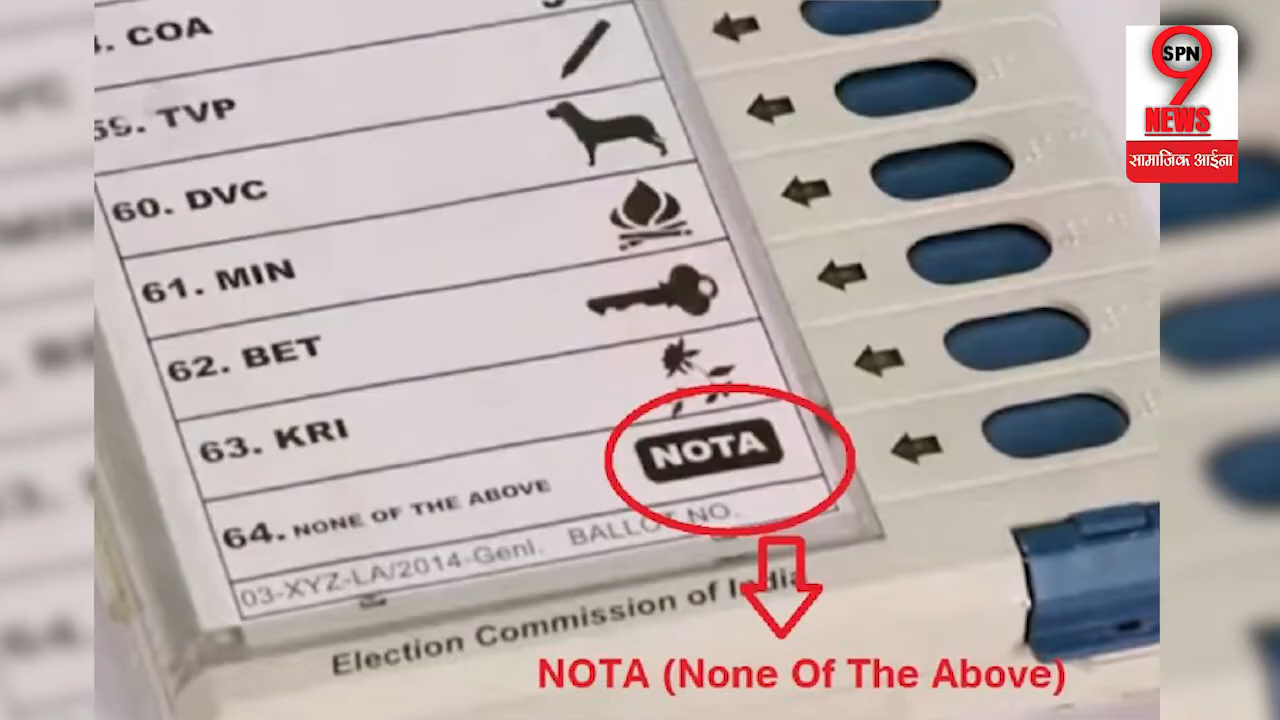 COA
59. TVP
60. DVC
61. MIN
62. BET
63. KRI
NOTA
64. NONE OF THE ABOVE
03-XYZ-LA/2014-Genl. BALLOT NO.
Election Commission of India
NOTA (None Of The Above)
SPN
9
NEWS
सामाजिक आईना